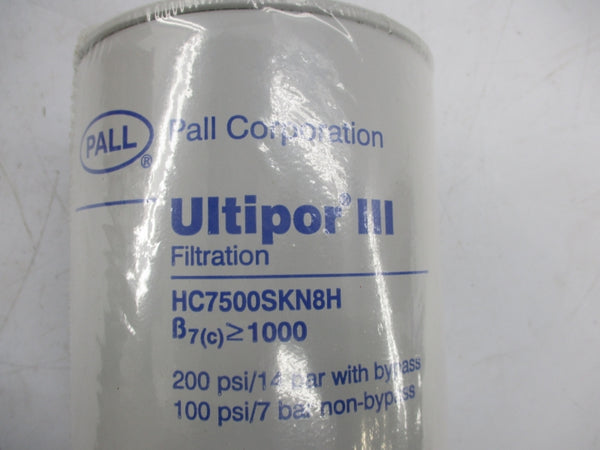 PALL ® Pall Corporation
Ultipor® III
Filtration
HC7500SKN8H
ß7(c)≥1000
200 psi/14 bar with bypass
100 psi/7 bar non-bypass